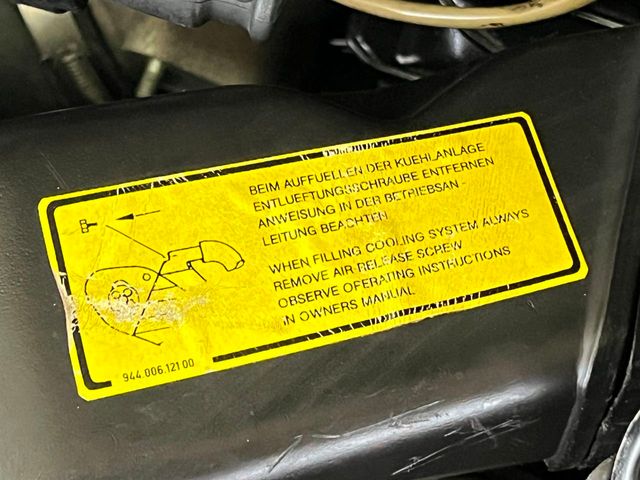 BEIM AUFFUELLEN DER KUEHLANLAGE
ENTLUEFTUNGSSCHRAUBE ENTFERNEN
ANWEISUNG IN DER BETRIEBSAN-
LEITUNG BEACHTEN
WHEN FILLING COOLING SYSTEM ALWAYS
REMOVE AIR RELEASE SCREW
OBSERVE OPERATING INSTRUCTIONS
IN OWNERS MANUAL
944.006.121.00